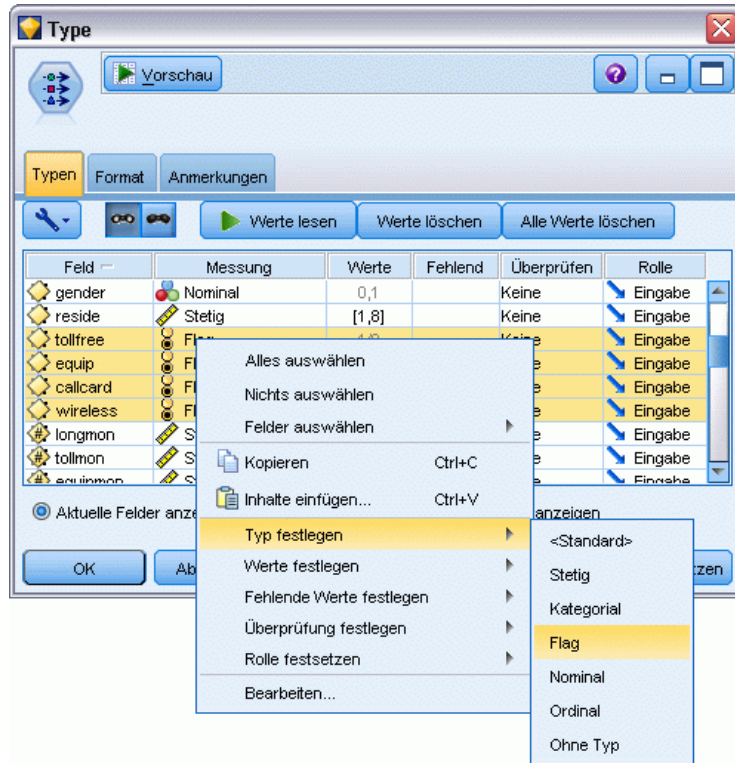 Type
Vorschau
Typen Format Anmerkungen
Werte lesen Werte löschen Alle Werte löschen
Feld Messung Werte Fehlend Überprüfen Rolle
gender Nominal 0,1 Keine Eingabe
reside Stetig [1,8] Keine Eingabe
tollfree Eingabe
equip Eingabe
callcard Eingabe
wireless Eingabe
longmon Eingabe
tollmon Eingabe
equipmon Eingabe
Aktuelle Felder anzeigen
OK
Alles auswählen
Nichts auswählen
Felder auswählen
Kopieren Ctrl+C
Inhalte einfügen... Ctrl+V
Typ festlegen
Werte festlegen
Fehlende Werte festlegen
Überprüfung festlegen
Rolle festsetzen
Bearbeiten...
<Standard>
Stetig
Kategorial
Flag
Nominal
Ordinal
Ohne Typ